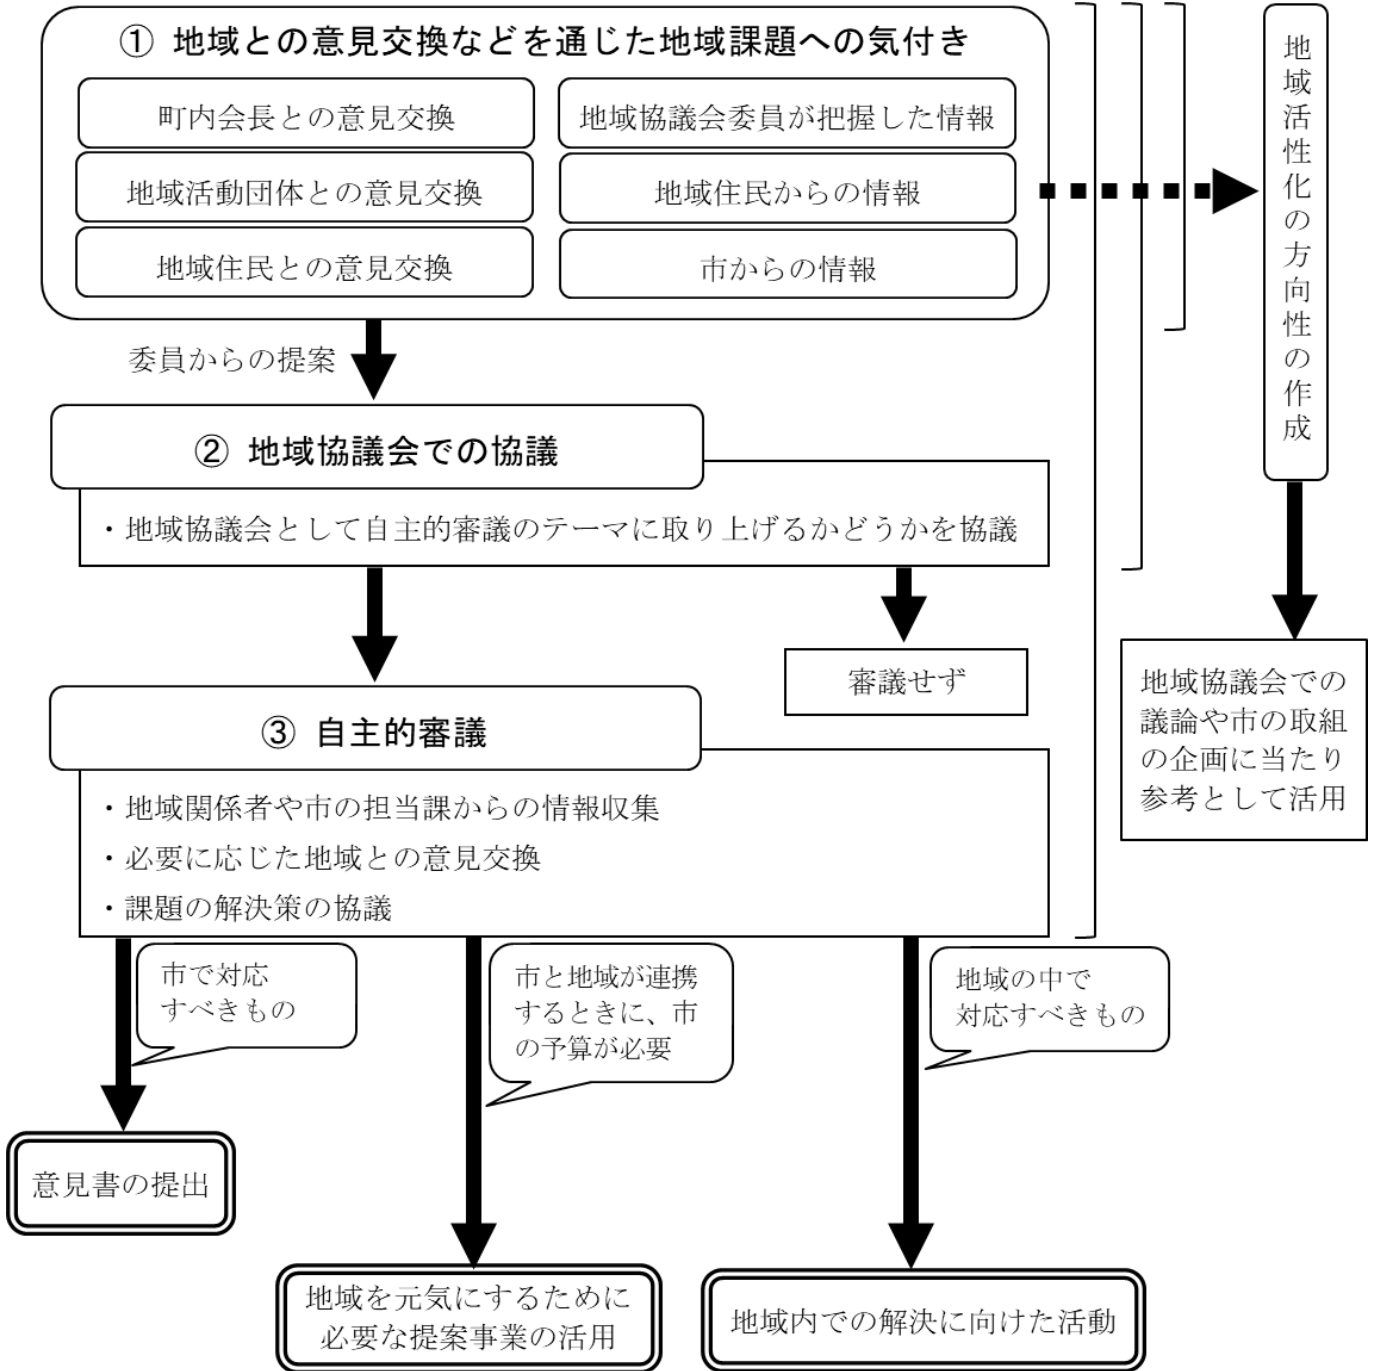 ① 地域との意見交換などを通じた地域課題への気付き
町内会長との意見交換
地域協議会委員が把握した情報
地域活動団体との意見交換
地域住民からの情報
地域住民との意見交換
市からの情報
地域活性化の方向性の作成
委員からの提案
② 地域協議会での協議
・地域協議会として自主的審議のテーマに取り上げるかどうかを協議
審議せず
地域協議会での
議論や市の取組
の企画に当たり
参考として活用
③ 自主的審議
・地域関係者や市の担当課からの情報収集
・必要に応じた地域との意見交換
・課題の解決策の協議
市で対応
すべきもの
市と地域が連携
するときに、市
の予算が必要
地域の中で
対応すべきもの
意見書の提出
地域を元気にするために
必要な提案事業の活用
地域内での解決に向けた活動